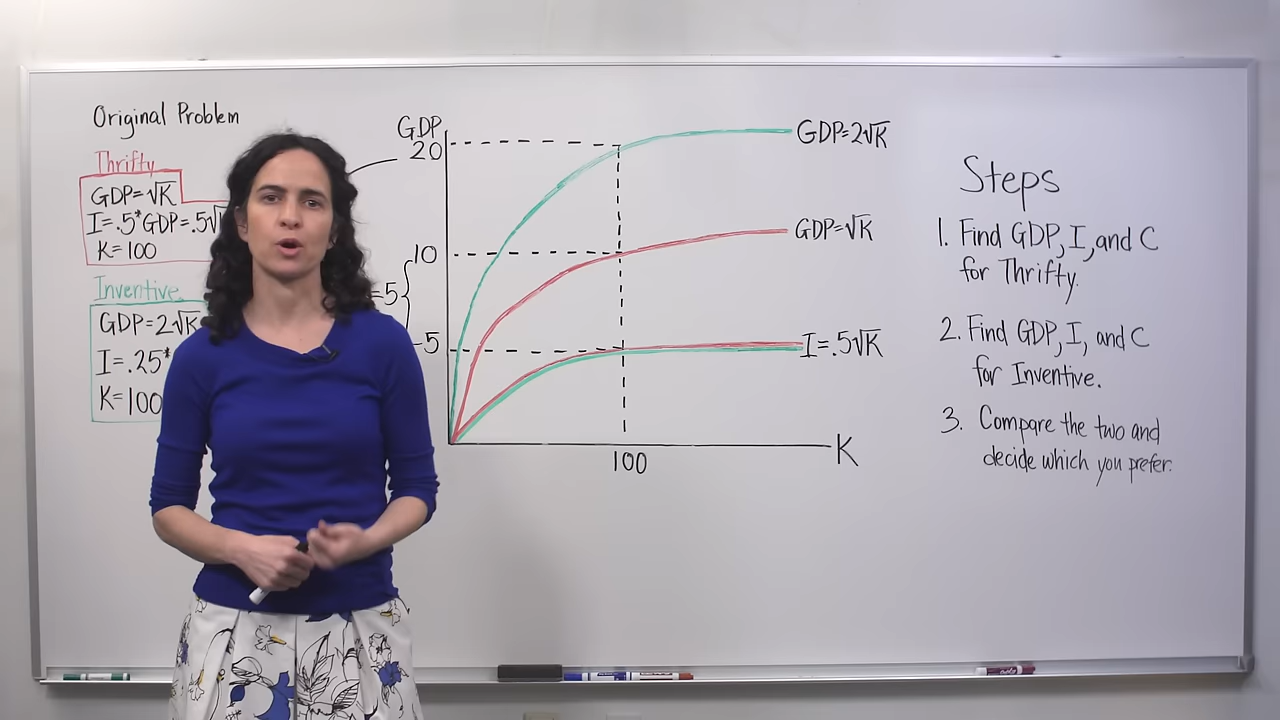 Original Problem
Thrifty
GDP=√K
I=.5*GDP=.5√
K=100
Inventive
GDP=2√K
I=.25*
K=100
GDP
20
10
=5
5
100
K
GDP=2√K
GDP=√K
I=.5√K
Steps
1. Find GDP, I, and C
for Thrifty.
2. Find GDP, I, and C
for Inventive.
3. Compare the two and
decide which you prefer.